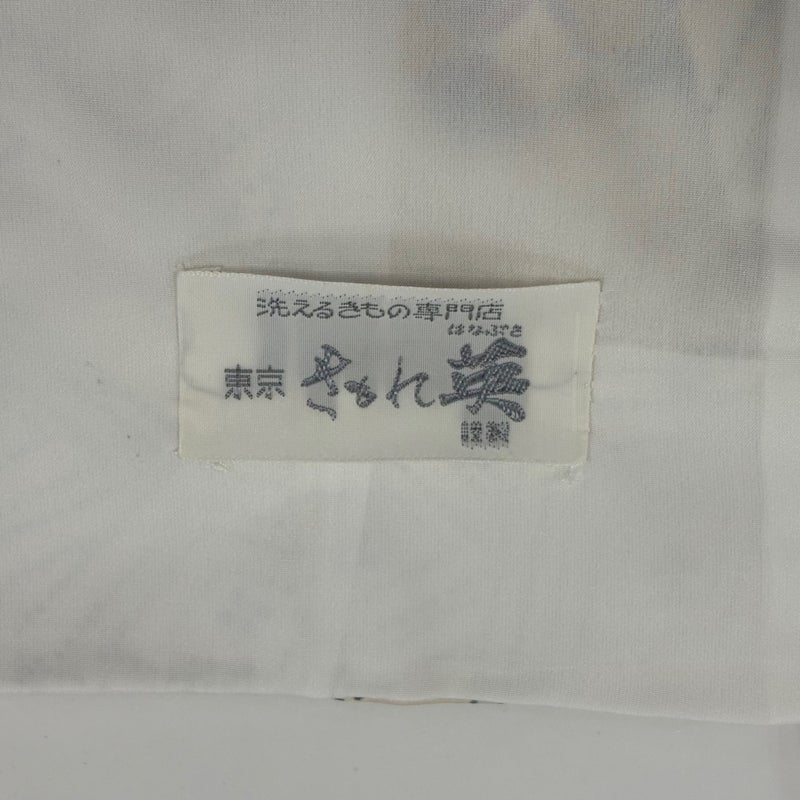 洗えるきもの専門店
はなぶさ
東京 きもの英
謹製